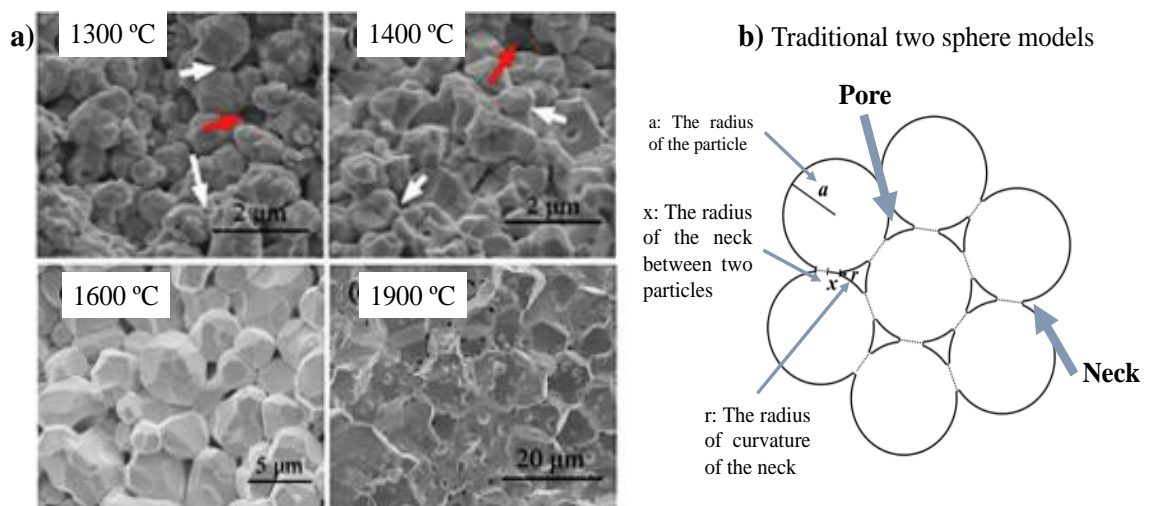 a)
1300 ºC
1400 ºC
2 μm
2 μm
1600 ºC
1900 ºC
5 μm
20 μm
b) Traditional two sphere models
Pore
a: The radius
of the particle
a
x: The radius
of the neck
between two
particles
x
r
Neck
r: The radius
of curvature
of the neck